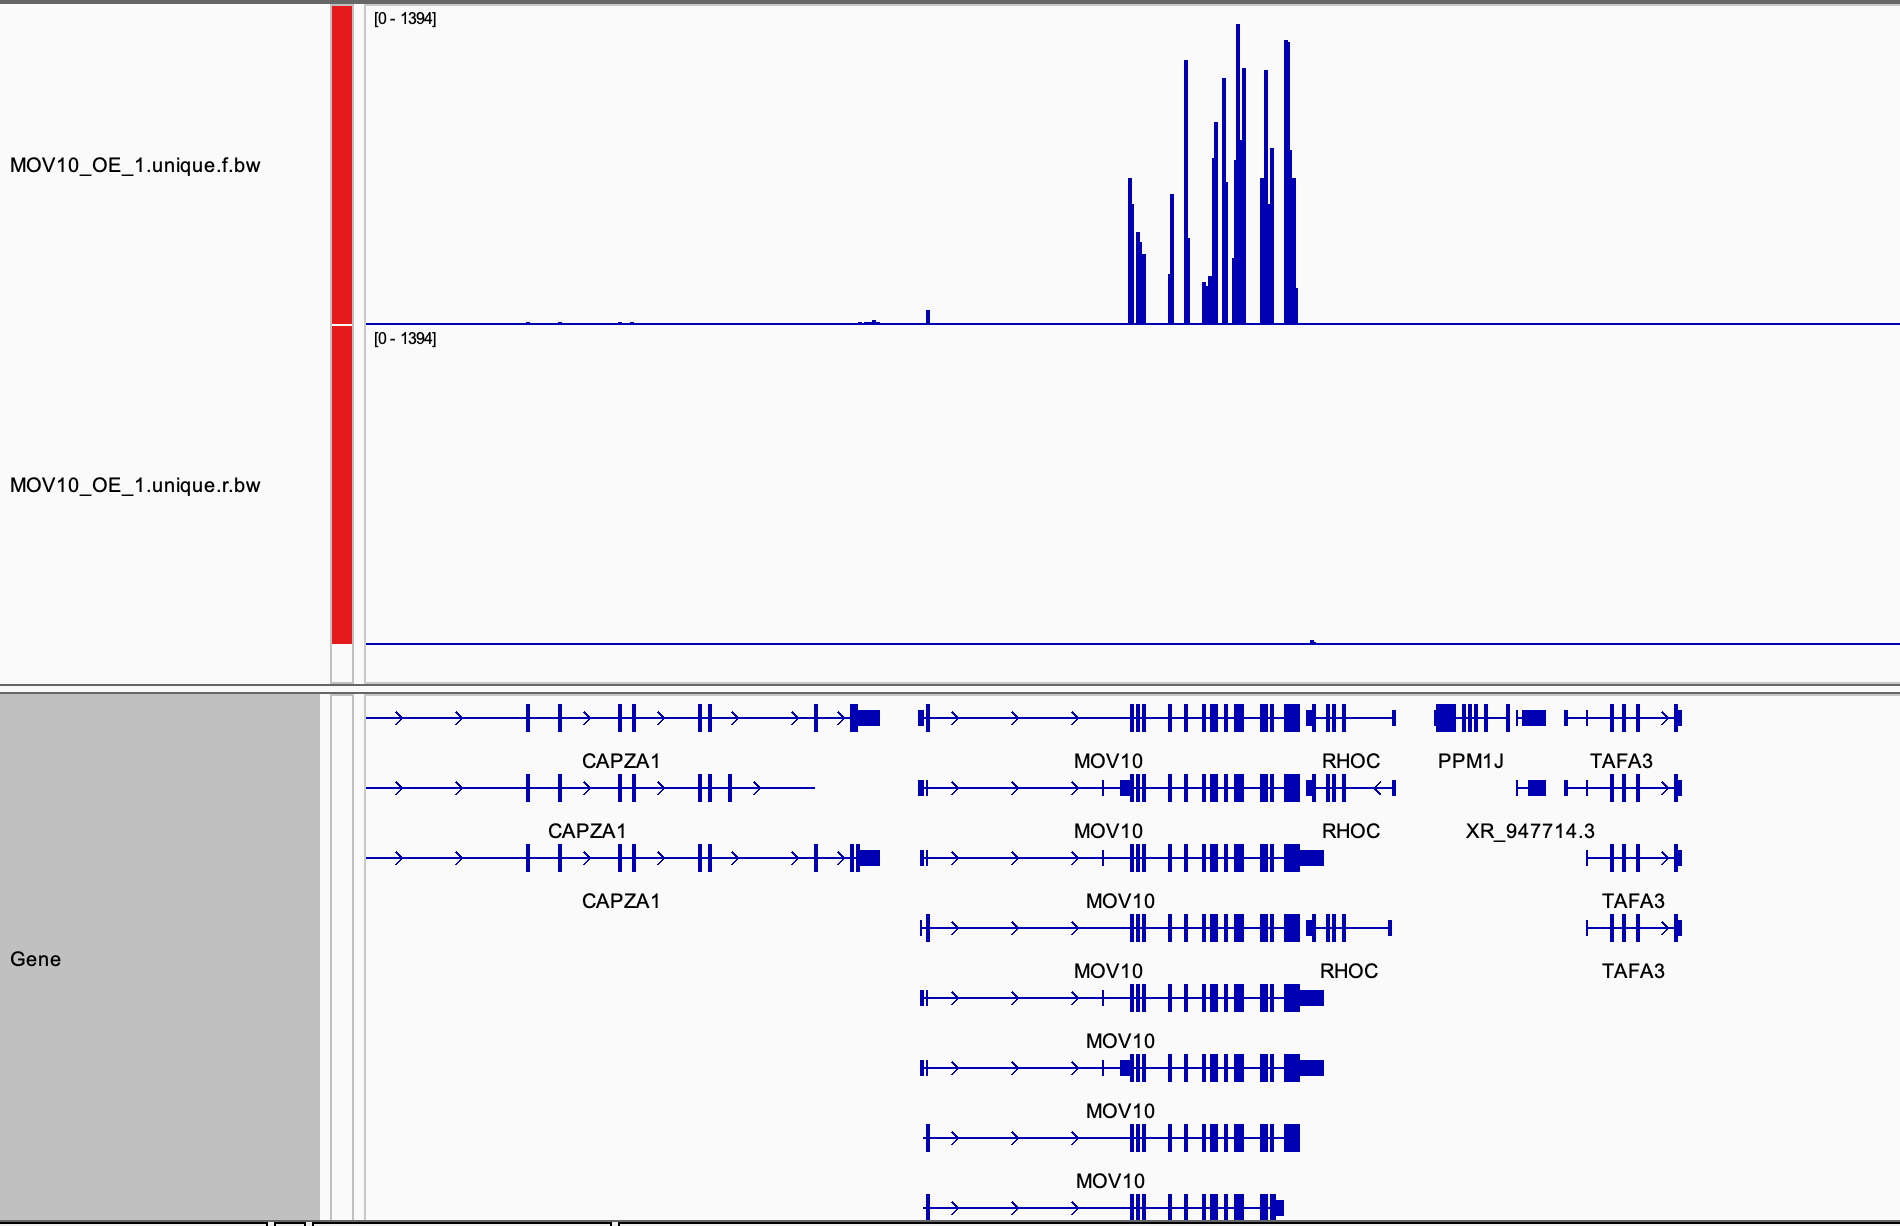 [0 - 1394]
MOV10_OE_1.unique.f.bw
[0 - 1394]
MOV10_OE_1.unique.r.bw
CAPZA1 MOV10 RHOC PPM1J TAFA3
CAPZA1 MOV10 RHOC XR_947714.3
CAPZA1 MOV10 TAFA3
Gene
MOV10 RHOC TAFA3
MOV10
MOV10
MOV10